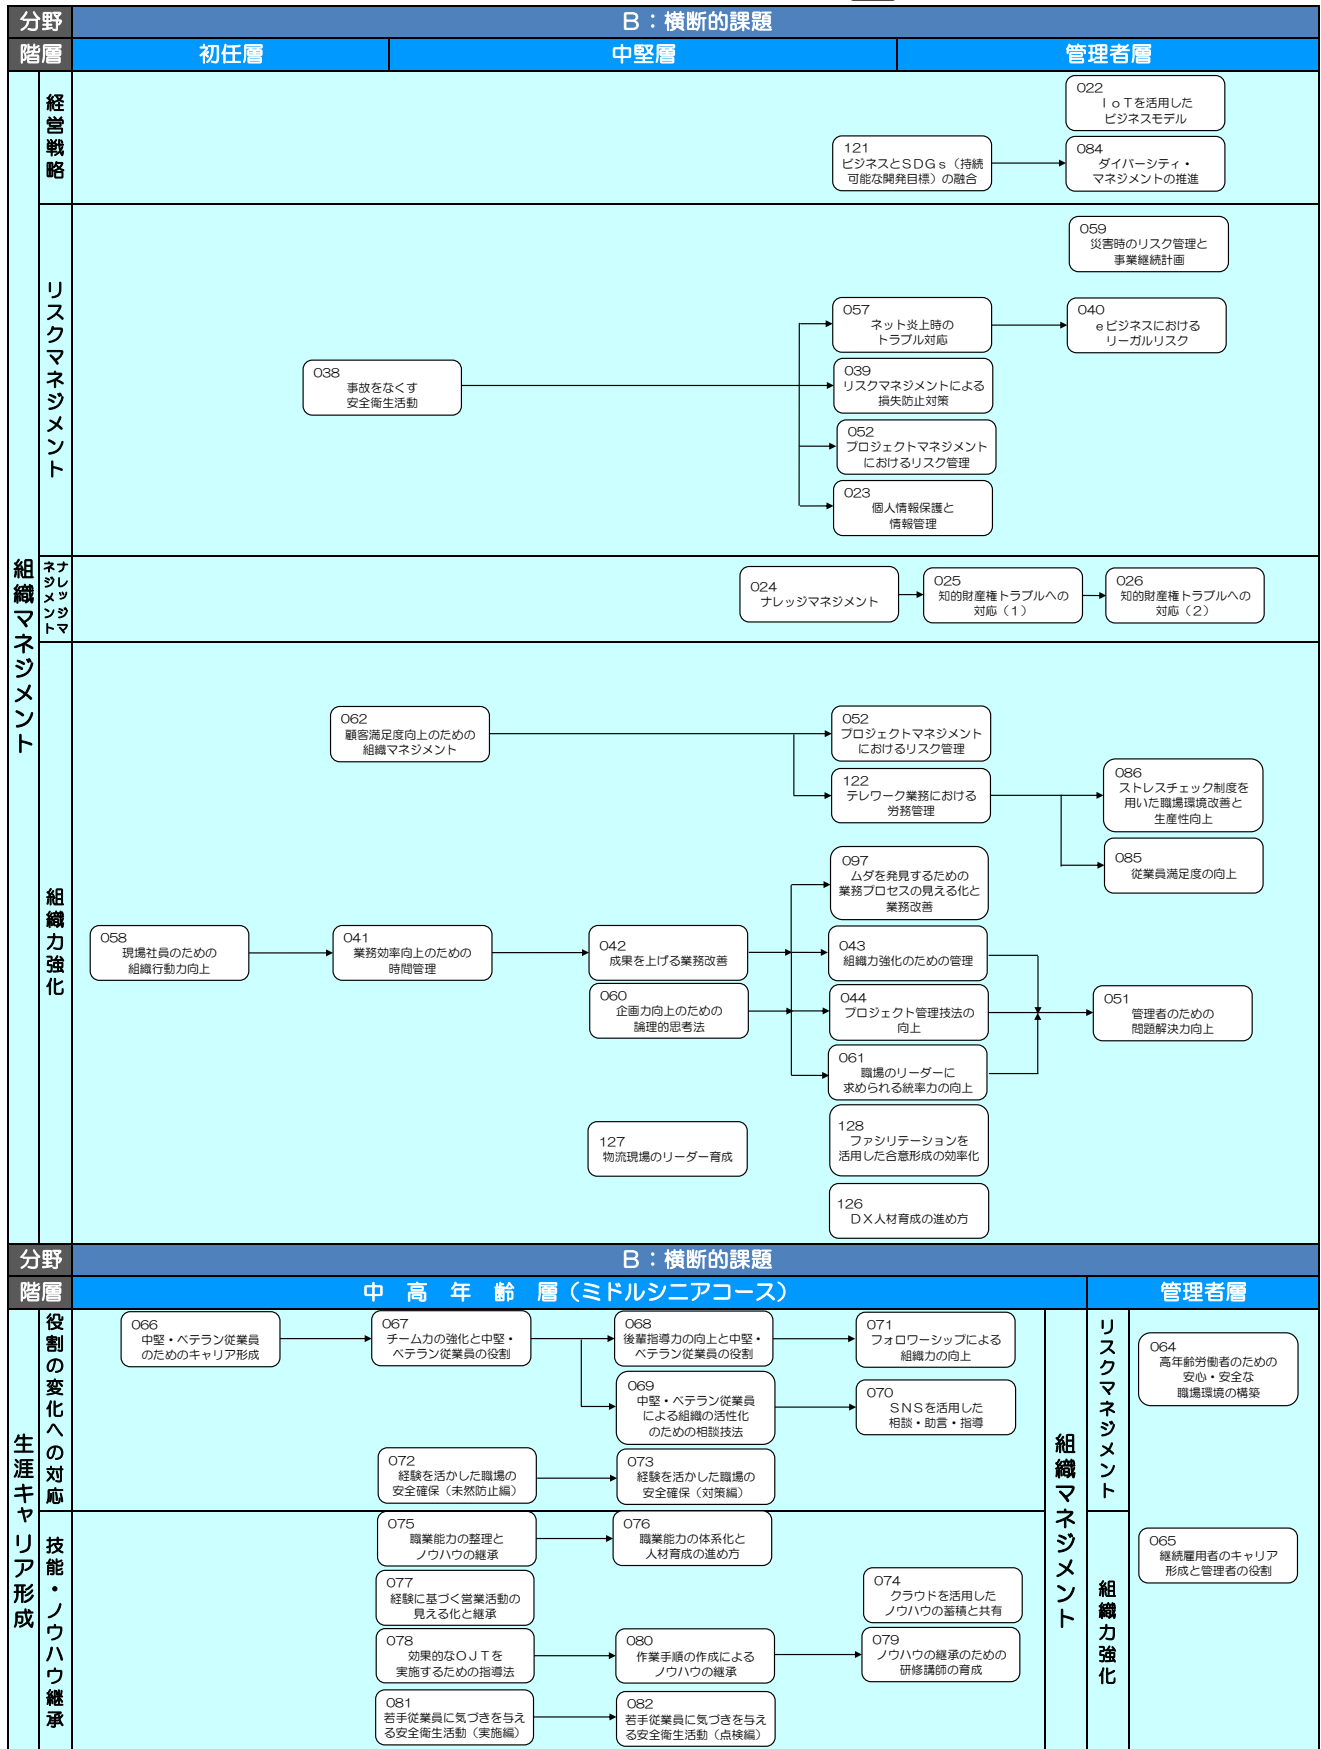 分野
B：横断的課題
階層
初任層
中堅層
管理者層
組織マネジメント
経営戦略
022
ＩｏＴを活用した
ビジネスモデル
121
ビジネスとSDGｓ（持続
可能な開発目標）の融合
084
ダイバーシティ・
マネジメントの推進
リスクマネジメント
059
災害時のリスク管理と
事業継続計画
057
ネット炎上時の
トラブル対応
040
ｅビジネスにおける
リーガルリスク
038
事故をなくす
安全衛生活動
039
リスクマネジメントによる
損失防止対策
052
プロジェクトマネジメント
におけるリスク管理
023
個人情報保護と
情報管理
ナレッジマ
ネジメント
024
ナレッジマネジメント
025
知的財産権トラブルへの
対応（１）
026
知的財産権トラブルへの
対応（２）
組織力強化
062
顧客満足度向上のための
組織マネジメント
052
プロジェクトマネジメント
におけるリスク管理
122
テレワーク業務における
労務管理
086
ストレスチェック制度を
用いた職場環境改善と
生産性向上
085
従業員満足度の向上
097
ムダを発見するための
業務プロセスの見える化と
業務改善
058
現場社員のための
組織行動力向上
041
業務効率向上のための
時間管理
042
成果を上げる業務改善
043
組織力強化のための管理
060
企画力向上のための
論理的思考法
044
プロジェクト管理技法の
向上
051
管理者のための
問題解決力向上
061
職場のリーダーに
求められる統率力の向上
127
物流現場のリーダー育成
128
ファシリテーションを
活用した合意形成の効率化
126
ＤＸ人材育成の進め方
分野
B：横断的課題
階層
中　高　年　齢　層（ミドルシニアコース）
管理者層
生涯キャリア形成
役割の変化への対応
066
中堅・ベテラン従業員
のためのキャリア形成
067
チーム力の強化と中堅・
ベテラン従業員の役割
068
後輩指導力の向上と中堅・
ベテラン従業員の役割
071
フォロワーシップによる
組織力の向上
069
中堅・ベテラン従業員
による組織の活性化
のための相談技法
070
ＳＮＳを活用した
相談・助言・指導
072
経験を活かした職場の
安全確保（未然防止編）
073
経験を活かした職場の
安全確保（対策編）
組織マネジメント
リスクマネジメント
064
高年齢労働者のための
安心・安全な
職場環境の構築
技能・ノウハウ継承
075
職業能力の整理と
ノウハウの継承
076
職業能力の体系化と
人材育成の進め方
077
経験に基づく営業活動の
見える化と継承
074
クラウドを活用した
ノウハウの蓄積と共有
078
効果的なＯＪＴを
実施するための指導法
080
作業手順の作成による
ノウハウの継承
079
ノウハウの継承のための
研修講師の育成
081
若手従業員に気づきを与え
る安全衛生活動（実施編）
082
若手従業員に気づきを与え
る安全衛生活動（点検編）
組織力強化
065
継続雇用者のキャリア
形成と管理者の役割